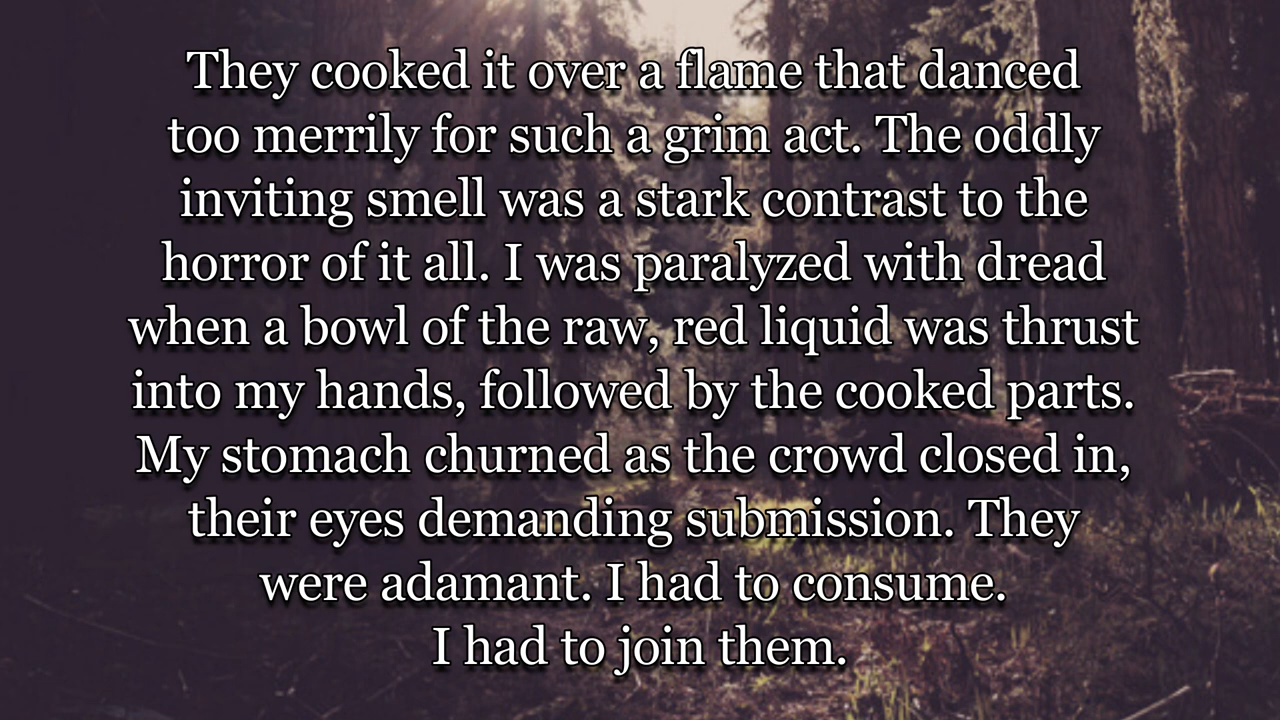 They cooked it over a flame that danced
too merrily for such a grim act. The oddly
inviting smell was a stark contrast to the
horror of it all. I was paralyzed with dread
when a bowl of the raw, red liquid was thrust
into my hands, followed by the cooked parts.
My stomach churned as the crowd closed in,
their eyes demanding submission. They
were adamant. I had to consume.
I had to join them.